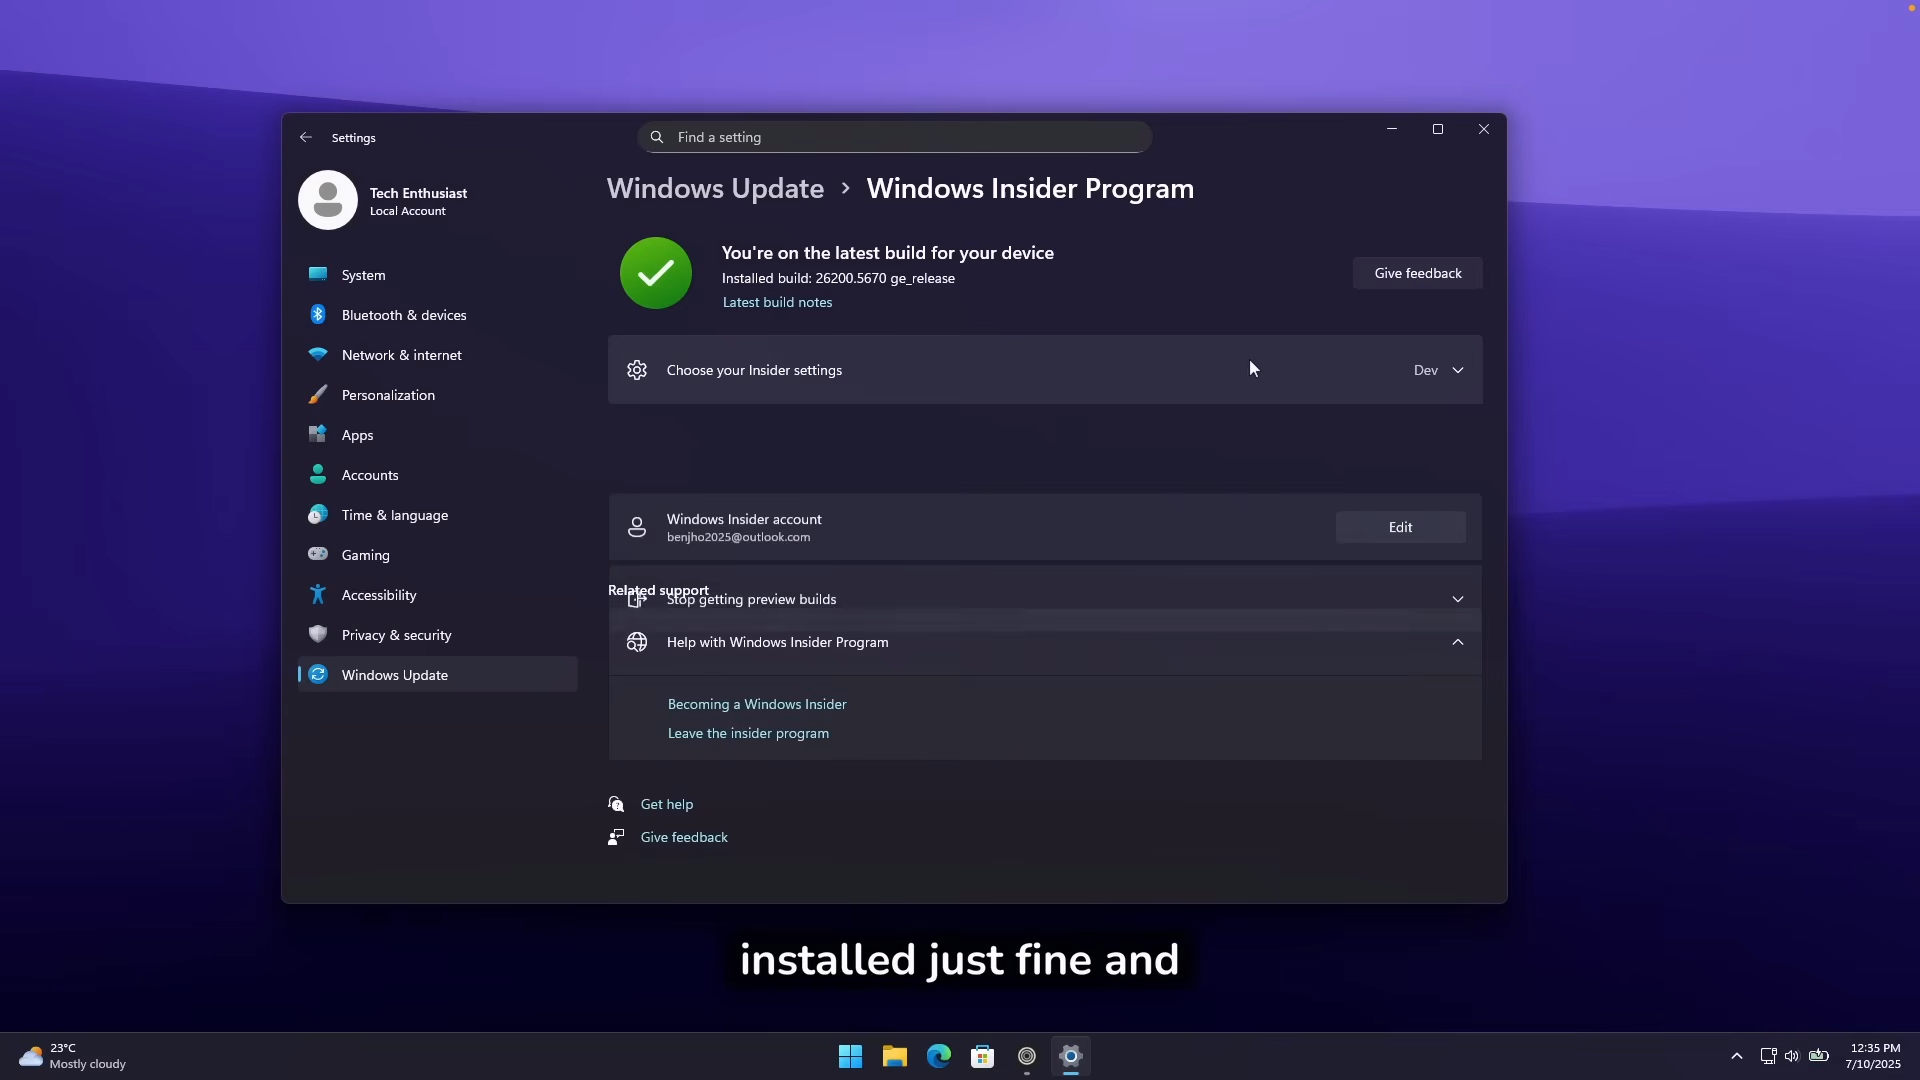 Settings
Find a setting
Tech Enthusiast
Local Account
System
Bluetooth & devices
Network & internet
Personalization
Apps
Accounts
Time & language
Gaming
Accessibility
Privacy & security
Windows Update
Windows Update > Windows Insider Program
You're on the latest build for your device
Installed build: 26200.5670 ge_release
Latest build notes
Give feedback
Choose your Insider settings
Dev
Windows Insider account
benjho2025@outlook.com
Edit
Related support
Stop getting preview builds
Help with Windows Insider Program
Becoming a Windows Insider
Leave the insider program
Get help
Give feedback
installed just fine and
23°C
Mostly cloudy
12:35 PM
7/10/2025